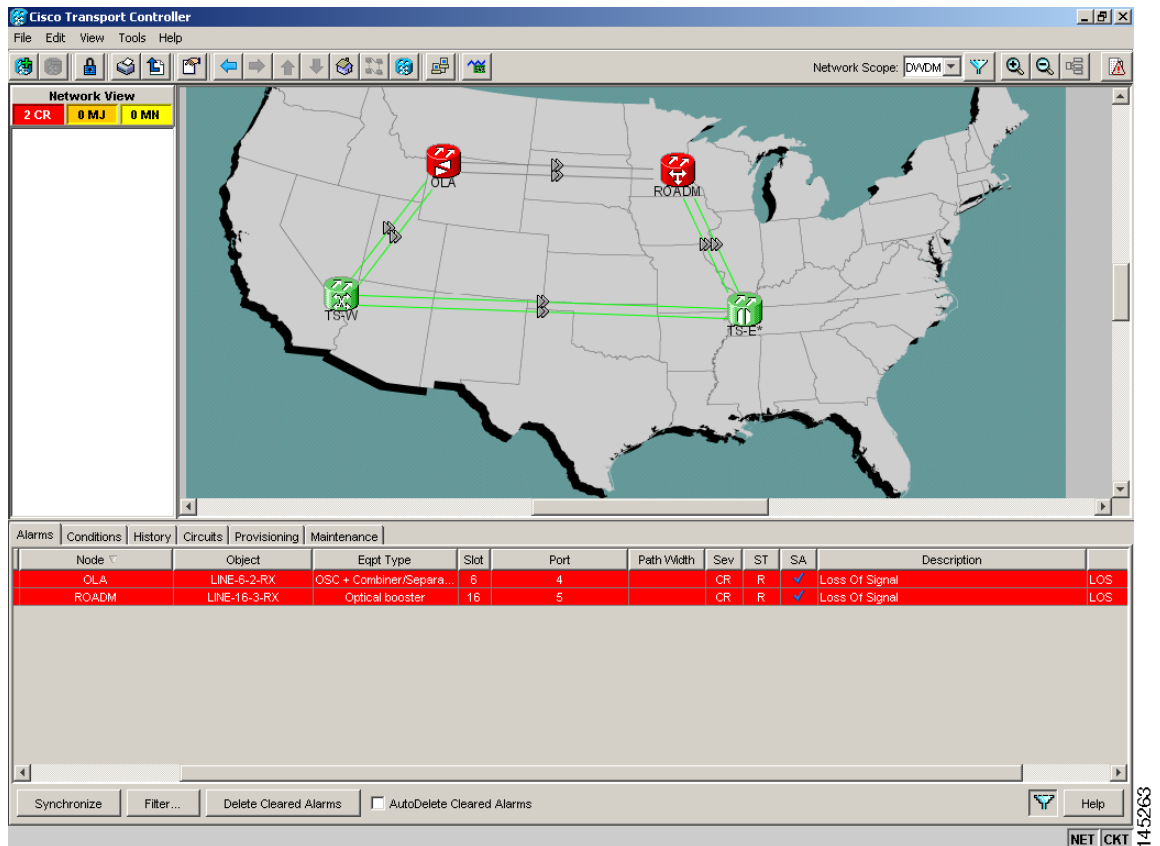 Cisco Transport Controller
File Edit View Tools Help
Network Scope: DWDM
Network View
2 CR 0 MJ 0 MN
OLA
ROADM
TS-W
TS-E*
Alarms Conditions History Circuits Provisioning Maintenance
Node Object Eqpt Type Slot Port Path Width Sev ST SA Description
OLA LINE-6-2-RX OSC + Combiner/Separa... 6 4 CR R Loss Of Signal LOS
ROADM LINE-16-3-RX Optical booster 16 5 CR R Loss Of Signal LOS
Synchronize Filter... Delete Cleared Alarms AutoDelete Cleared Alarms Help
NET CKT
145263